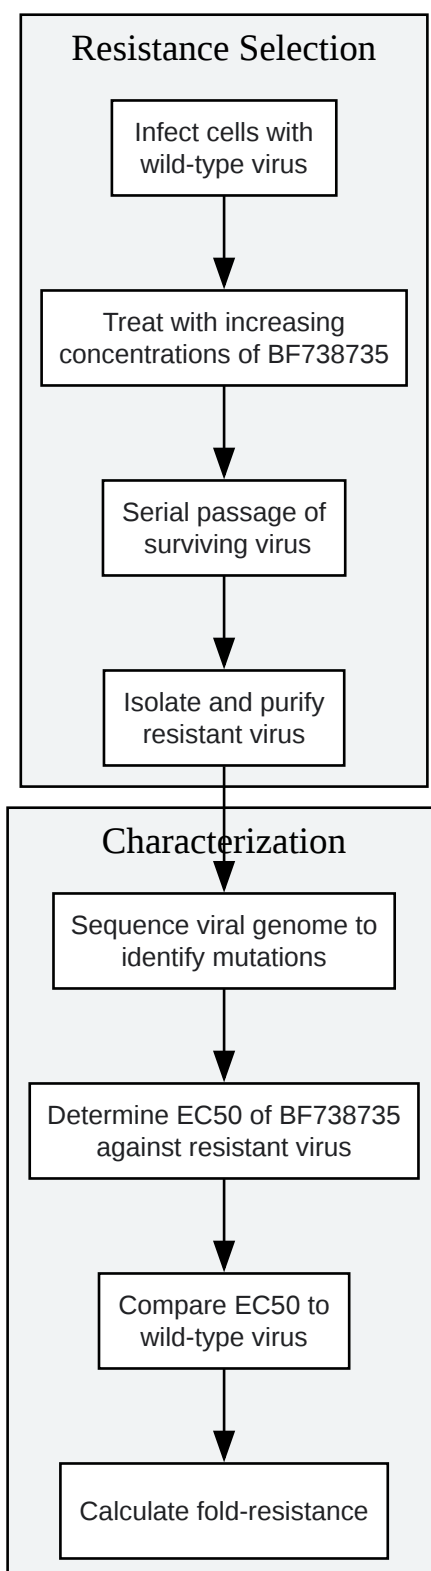 Resistance Selection
Infect cells with
wild-type virus
Treat with increasing
concentrations of BF738735
Serial passage of
surviving virus
Isolate and purify
resistant virus
Characterization
Sequence viral genome to
identify mutations
Determine EC50 of BF738735
against resistant virus
Compare EC50 to
wild-type virus
Calculate fold-resistance